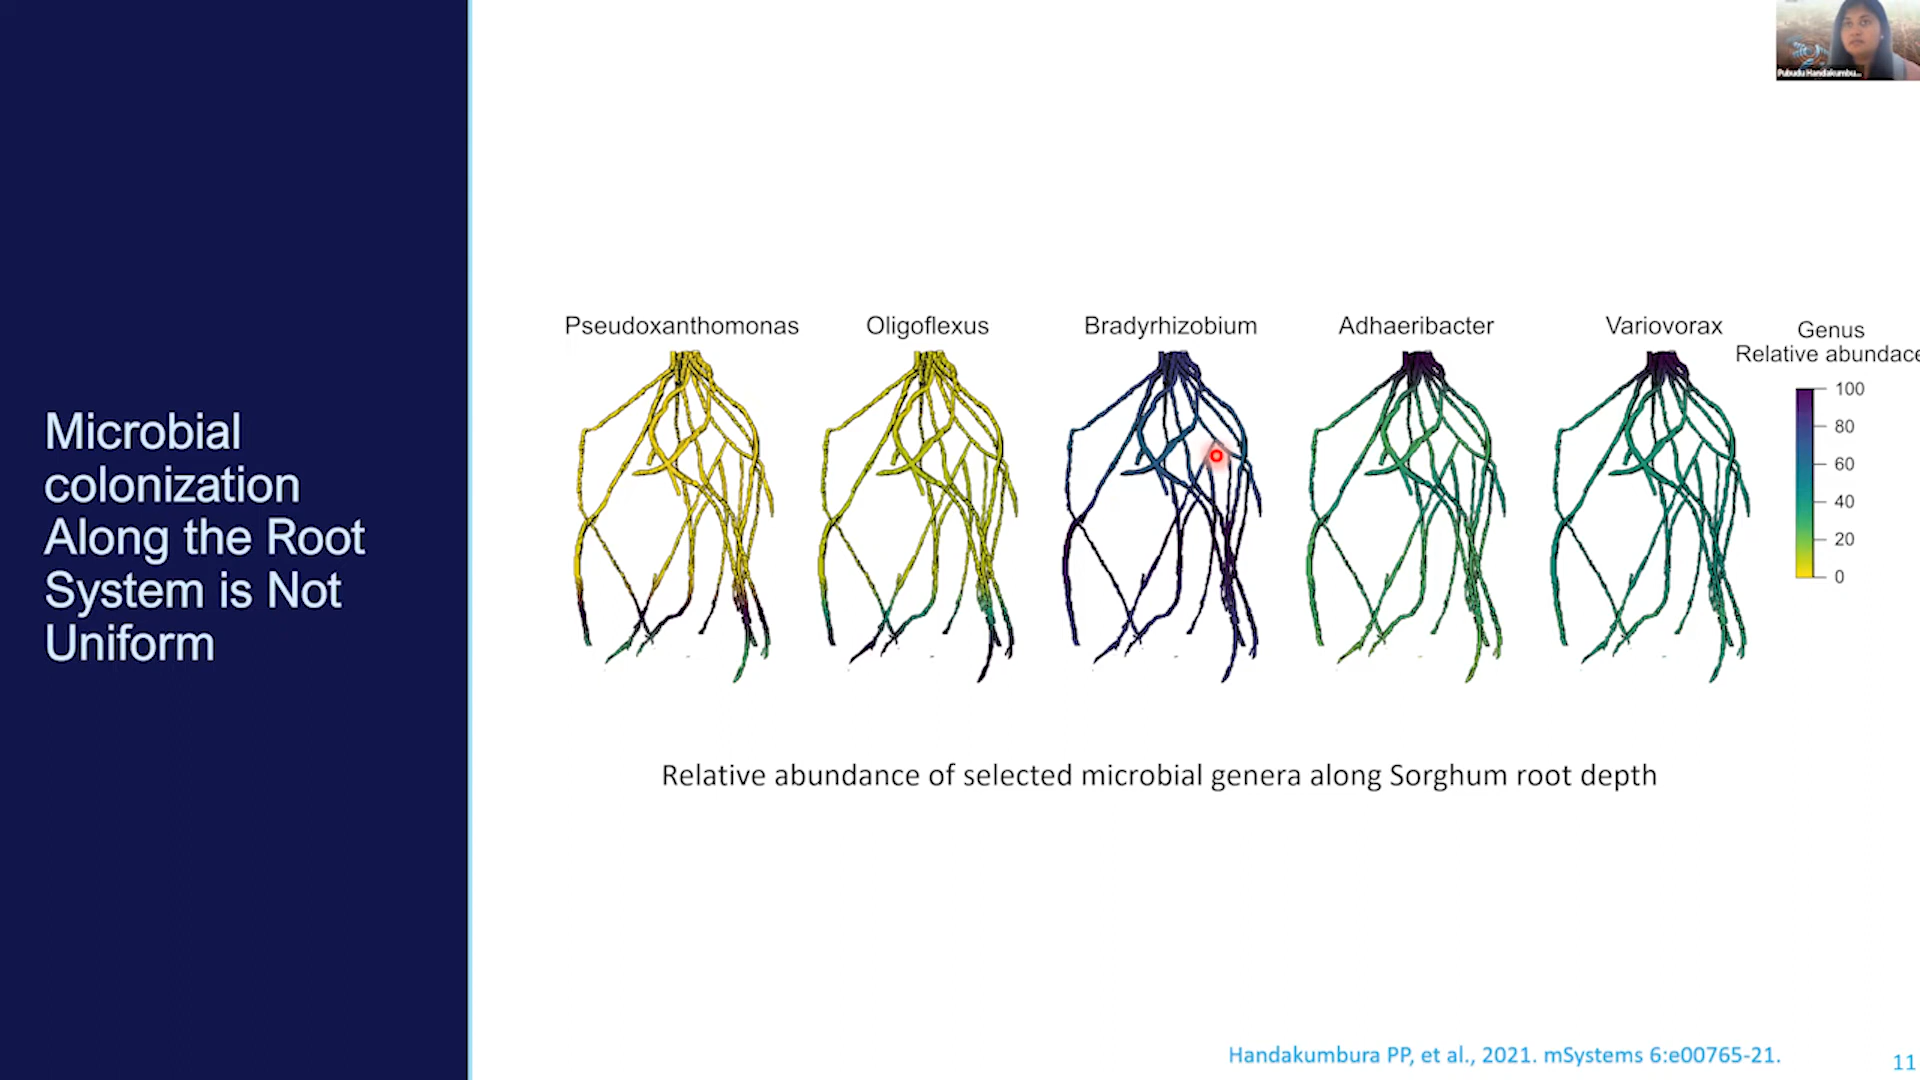 Microbial
colonization
Along the Root
System is Not
Uniform
Pubudu Handakumbu...
Pseudoxanthomonas
Oligoflexus
Bradyrhizobium
Adhaeribacter
Variovorax
Genus
Relative abundace
100
80
60
40
20
0
Relative abundance of selected microbial genera along Sorghum root depth
Handakumbura PP, et al., 2021. mSystems 6:e00765-21.
11